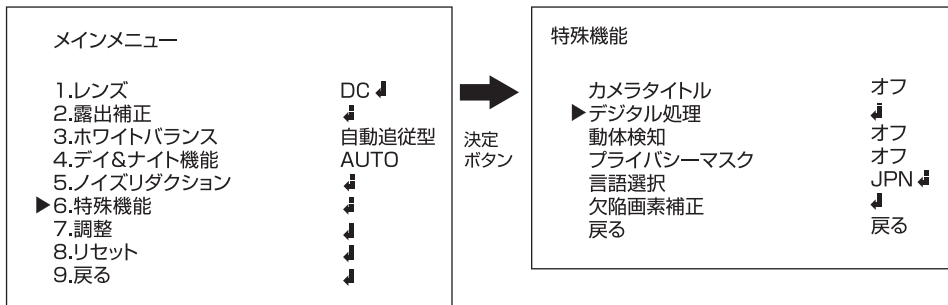 メインメニュー
1.レンズ DC
2.露出補正
3.ホワイトバランス 自動追従型
4.デイ&ナイト機能 AUTO
5.ノイズリダクション
▶6.特殊機能
7.調整
8.リセット
9.戻る
決定
ボタン
特殊機能
カメラタイトル オフ
▶デジタル処理
動体検知 オフ
プライバシーマスク オフ
言語選択 JPN
欠陥画素補正
戻る 戻る